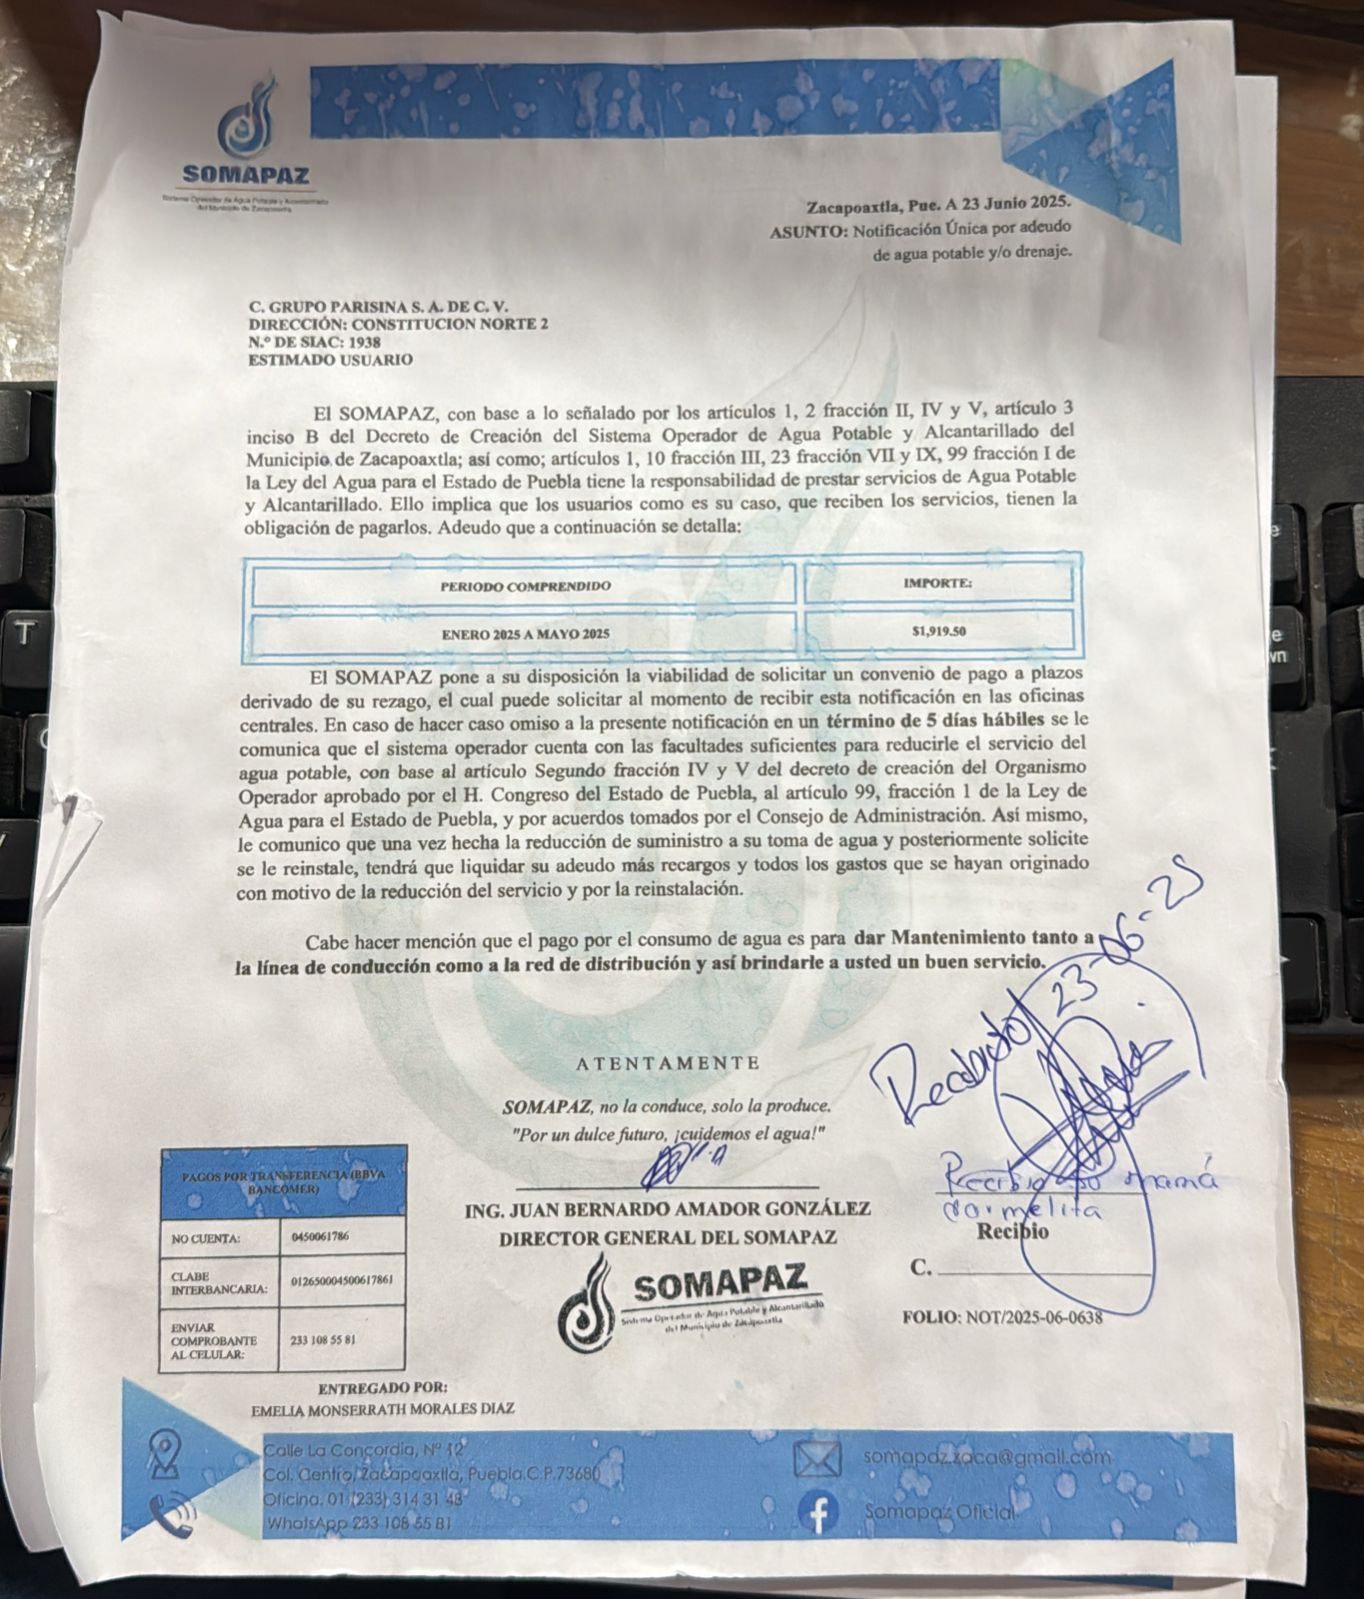 SOMAPAZ
Sistema Operador de Agua Potable y Alcantarillado
del Municipio de Zacapoaxtla
Zacapoaxtla, Pue. A 23 Junio 2025.
ASUNTO: Notificación Única por adeudo
de agua potable y/o drenaje.
C. GRUPO PARISINA S. A. DE C. V.
DIRECCIÓN: CONSTITUCION NORTE 2
N.º DE SIAC: 1938
ESTIMADO USUARIO
El SOMAPAZ, con base a lo señalado por los artículos 1, 2 fracción II, IV y V, artículo 3
inciso B del Decreto de Creación del Sistema Operador de Agua Potable y Alcantarillado del
Municipio de Zacapoaxtla; así como; artículos 1, 10 fracción III, 23 fracción VII y IX, 99 fracción I de
la Ley del Agua para el Estado de Puebla tiene la responsabilidad de prestar servicios de Agua Potable
y Alcantarillado. Ello implica que los usuarios como es su caso, que reciben los servicios, tienen la
obligación de pagarlos. Adeudo que a continuación se detalla:
PERIODO COMPRENDIDO IMPORTE:
ENERO 2025 A MAYO 2025 $1,919.50
El SOMAPAZ pone a su disposición la viabilidad de solicitar un convenio de pago a plazos
derivado de su rezago, el cual puede solicitar al momento de recibir esta notificación en las oficinas
centrales. En caso de hacer caso omiso a la presente notificación en un término de 5 días hábiles se le
comunica que el sistema operador cuenta con las facultades suficientes para reducirle el servicio del
agua potable, con base al artículo Segundo fracción IV y V del decreto de creación del Organismo
Operador aprobado por el H. Congreso del Estado de Puebla, al artículo 99, fracción 1 de la Ley de
Agua para el Estado de Puebla, y por acuerdos tomados por el Consejo de Administración. Así mismo,
le comunico que una vez hecha la reducción de suministro a su toma de agua y posteriormente solicite
se le reinstale, tendrá que liquidar su adeudo más recargos y todos los gastos que se hayan originado
con motivo de la reducción del servicio y por la reinstalación.
Cabe hacer mención que el pago por el consumo de agua es para dar Mantenimiento tanto a
la línea de conducción como a la red de distribución y así brindarle a usted un buen servicio.
Recibido 23-06-25
ATENTAMENTE
SOMAPAZ, no la conduce, solo la produce.
"Por un dulce futuro, ¡cuidemos el agua!"
ING. JUAN BERNARDO AMADOR GONZÁLEZ
DIRECTOR GENERAL DEL SOMAPAZ
SOMAPAZ
Sistema Operador de Agua Potable y Alcantarillado
del Municipio de Zacapoaxtla
mamá
Recibio
C.
FOLIO: NOT/2025-06-0638
PAGOS POR TRANSFERENCIA (BBVA
BANCOMER)
NO CUENTA: 0450061786
CLABE
INTERBANCARIA: 012650004500617861
ENVIAR
COMPROBANTE
AL CELULAR: 233 108 55 81
ENTREGADO POR:
EMELIA MONSERRATH MORALES DIAZ
Calle La Concordia, Nº 12
Col. Centro, Zacapoaxtla, Puebla.C.P.73680
Oficina. 01 (233) 314 31 48
WhatsApp 233 108 55 81
somapaz.xaca@gmail.com
Somapaz Oficial